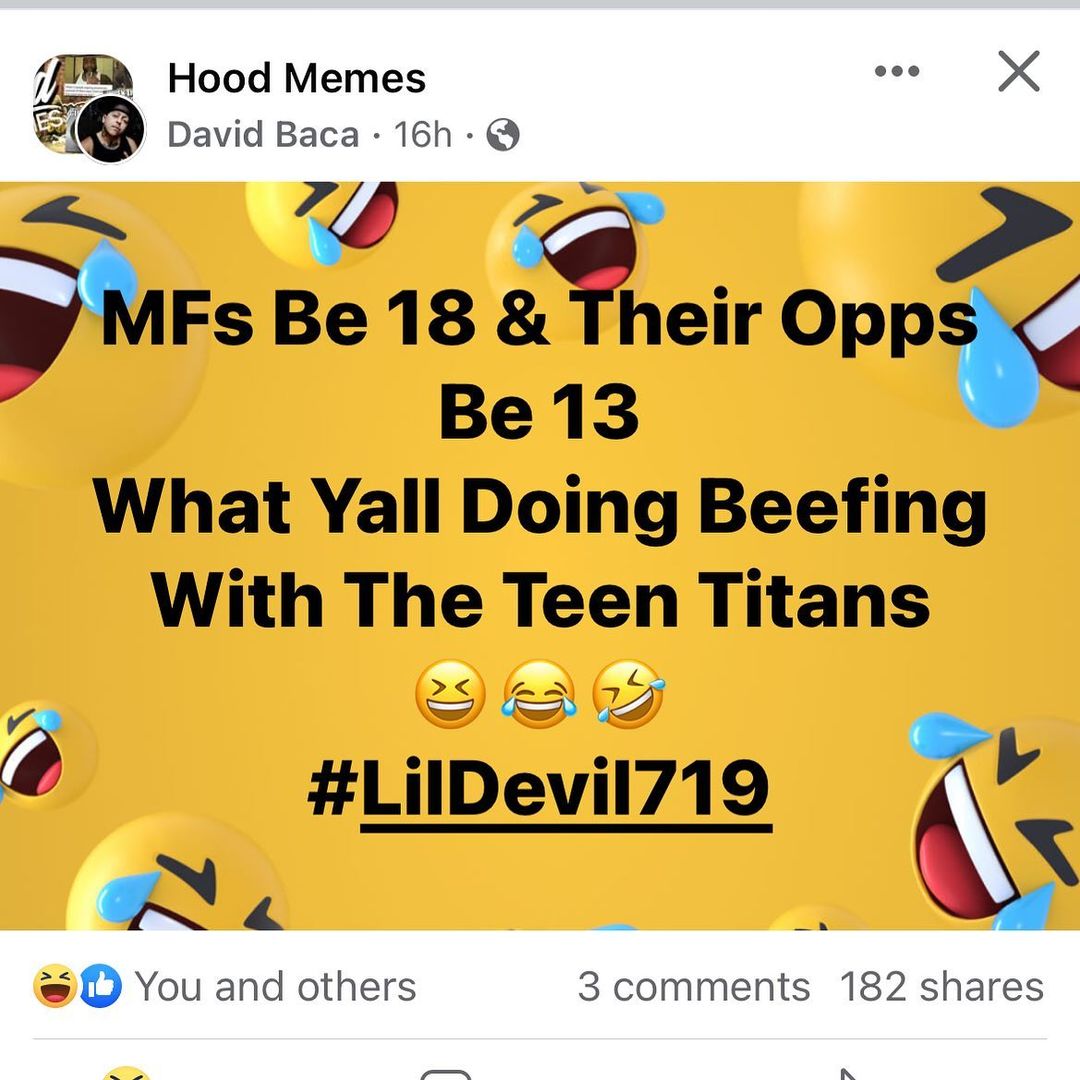 Hood Memes
David Baca · 16h ·
MFs Be 18 & Their Opps
Be 13
What Yall Doing Beefing
With The Teen Titans
😆😂🤣
#LilDevil719
You and others
3 comments 182 shares